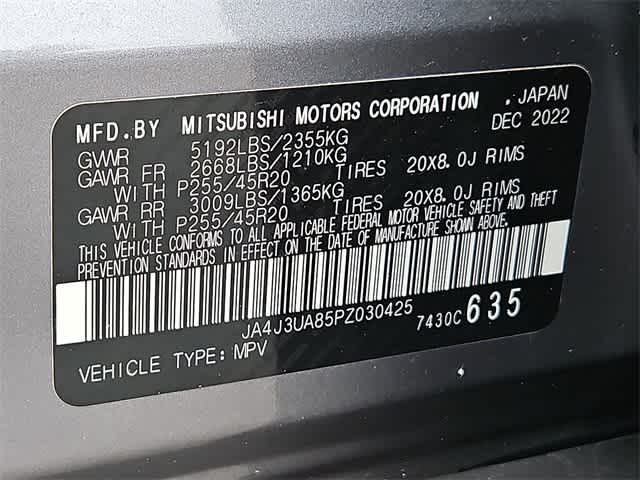 MFD.BY MITSUBISHI MOTORS CORPORATION . JAPAN
DEC 2022
GVWR 5192LBS/2355KG
GAWR FR 2668LBS/1210KG
WITH P255/45R20 TIRES 20X8.0J RIMS
GAWR RR 3009LBS/1365KG
WITH P255/45R20 TIRES 20X8.0J RIMS
THIS VEHICLE CONFORMS TO ALL APPLICABLE FEDERAL MOTOR VEHICLE SAFETY AND THEFT
PREVENTION STANDARDS IN EFFECT ON THE DATE OF MANUFACTURE SHOWN ABOVE.
JA4J3UA85PZ030425 7430C 635
VEHICLE TYPE: MPV